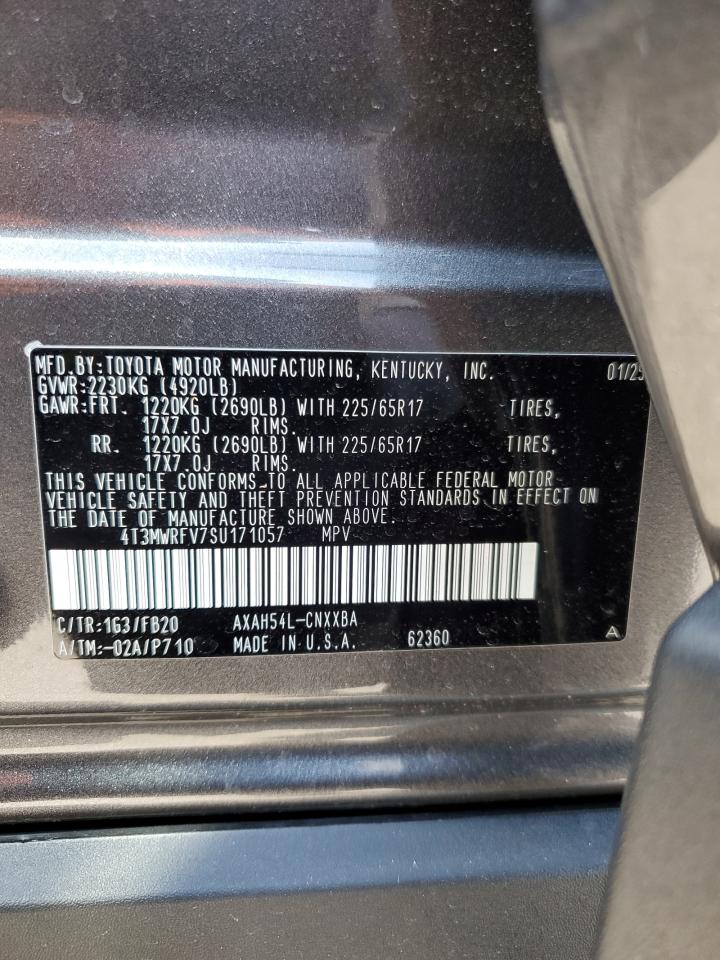 MFD.BY:TOYOTA MOTOR MANUFACTURING, KENTUCKY, INC. 01/25
GVWR:2230KG (4920LB)
GAWR:FRT. 1220KG (2690LB) WITH 225/65R17 TIRES,
17X7.0J RIMS.
RR. 1220KG (2690LB) WITH 225/65R17 TIRES,
17X7.0J RIMS.
THIS VEHICLE CONFORMS TO ALL APPLICABLE FEDERAL MOTOR
VEHICLE SAFETY AND THEFT PREVENTION STANDARDS IN EFFECT ON
THE DATE OF MANUFACTURE SHOWN ABOVE.
4T3MWRFV7SU171057 MPV
C/TR:1G3/FB20 AXAH54L-CNXXBA
A/TM:-02A/P710 MADE IN U.S.A. 62360 A